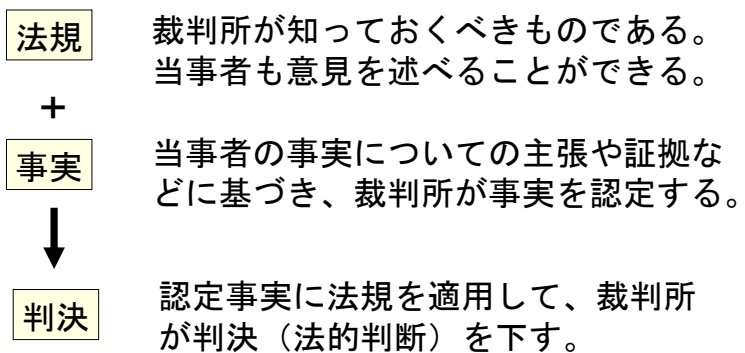 法規
裁判所が知っておくべきものである。
当事者も意見を述べることができる。
+
事実
当事者の事実についての主張や証拠な
どに基づき、裁判所が事実を認定する。
判決
認定事実に法規を適用して、裁判所
が判決（法的判断）を下す。